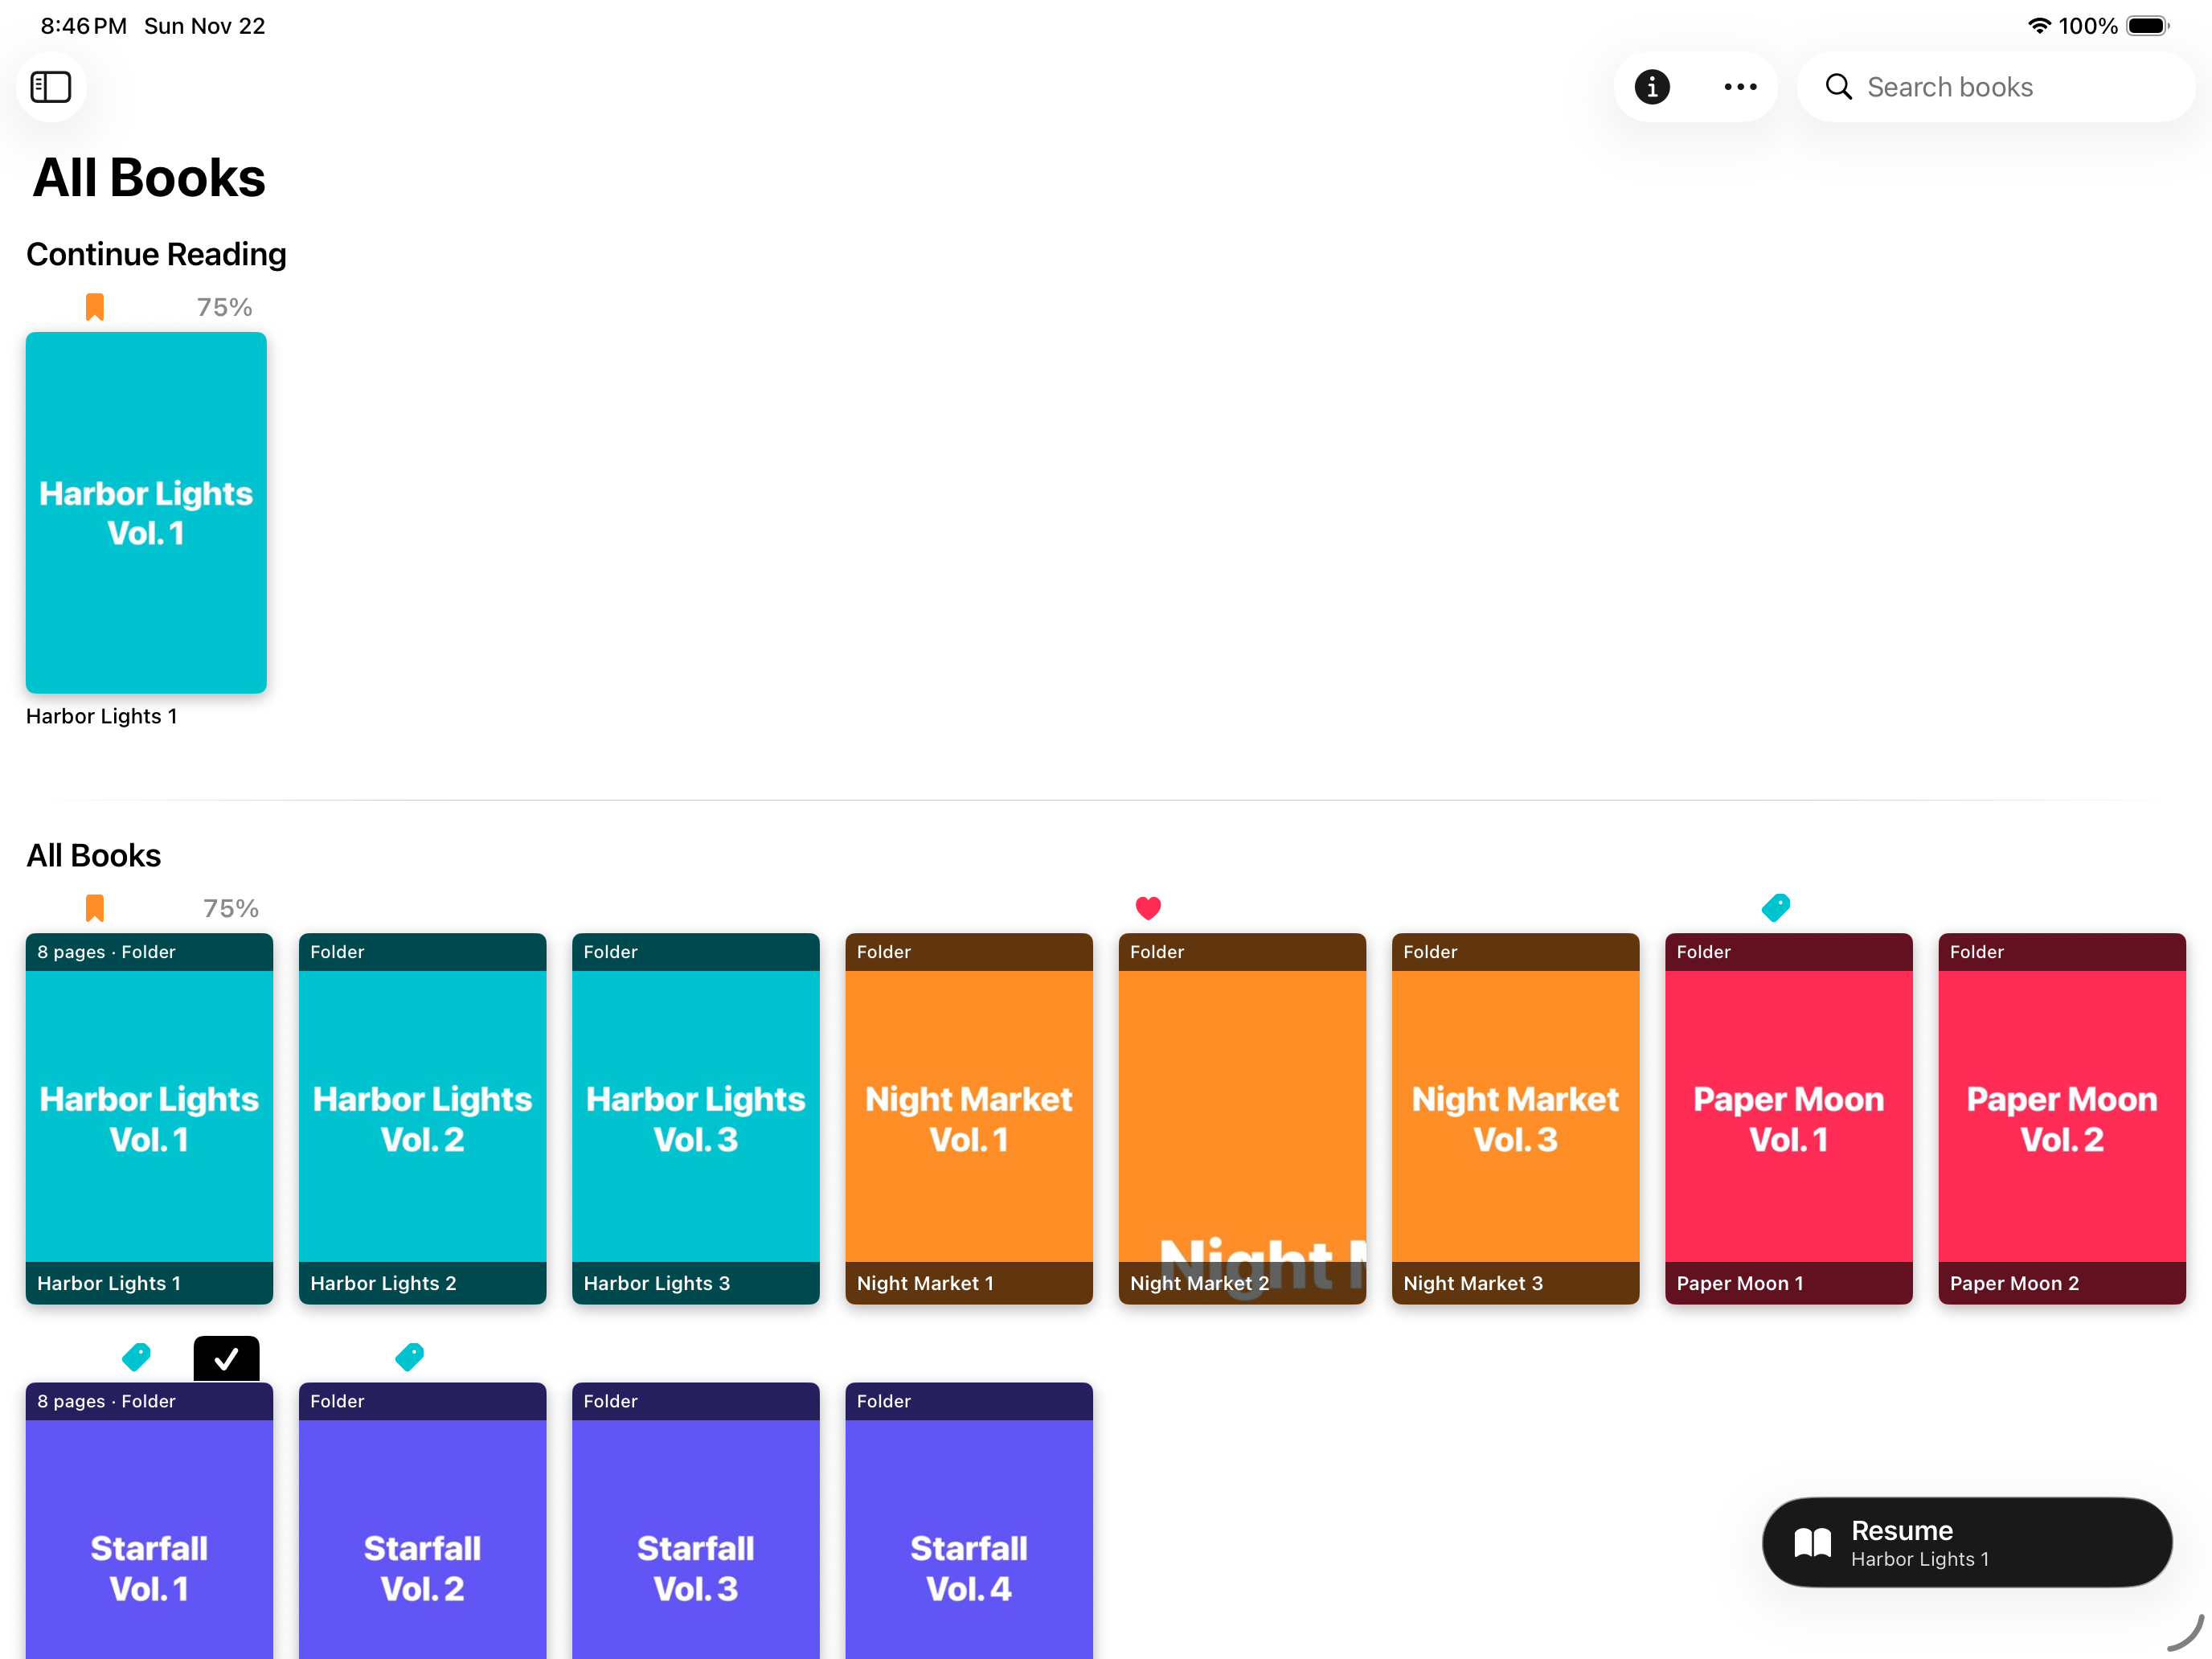 8:46 PM Sun Nov 22
100%
Search books
All Books
Continue Reading
75%
Harbor Lights
Vol. 1
Harbor Lights 1
All Books
75%
8 pages · Folder
Harbor Lights
Vol. 1
Harbor Lights 1
Folder
Harbor Lights
Vol. 2
Harbor Lights 2
Folder
Harbor Lights
Vol. 3
Harbor Lights 3
Folder
Night Market
Vol. 1
Night Market 1
Folder
Night
Night Market 2
Folder
Night Market
Vol. 3
Night Market 3
Folder
Paper Moon
Vol. 1
Paper Moon 1
Folder
Paper Moon
Vol. 2
Paper Moon 2
8 pages · Folder
Starfall
Vol. 1
Folder
Starfall
Vol. 2
Folder
Starfall
Vol. 3
Folder
Starfall
Vol. 4
Resume
Harbor Lights 1